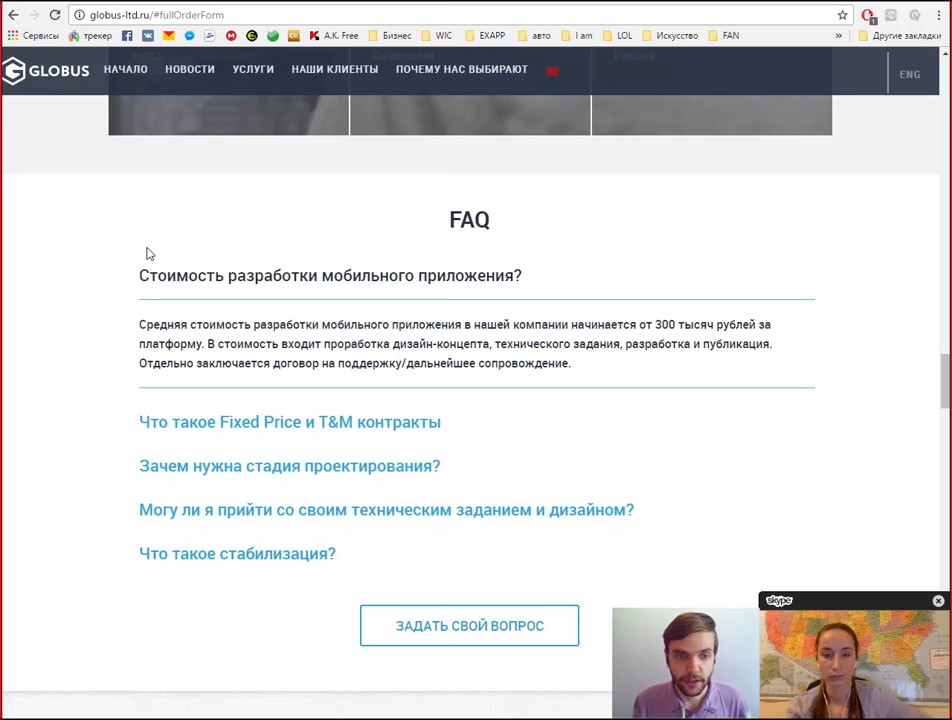 globus-ltd.ru/#fullOrderForm
Сервисы трекер A.K. Free Бизнес WIC EXAPP авто I am LOL Искусство FAN » Другие закладки
GLOBUS НАЧАЛО НОВОСТИ УСЛУГИ НАШИ КЛИЕНТЫ ПОЧЕМУ НАС ВЫБИРАЮТ ENG
FAQ
Стоимость разработки мобильного приложения?
Средняя стоимость разработки мобильного приложения в нашей компании начинается от 300 тысяч рублей за
платформу. В стоимость входит проработка дизайн-концепта, технического задания, разработка и публикация.
Отдельно заключается договор на поддержку/дальнейшее сопровождение.
Что такое Fixed Price и T&M контракты
Зачем нужна стадия проектирования?
Могу ли я прийти со своим техническим заданием и дизайном?
Что такое стабилизация?
ЗАДАТЬ СВОЙ ВОПРОС
skype